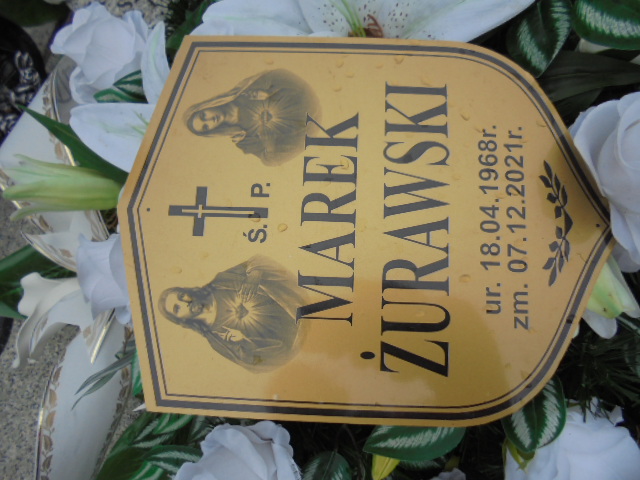 Ś. P.
MAREK
ŻURAWSKI
ur. 18.04.1968r.
zm. 07.12.2021r.